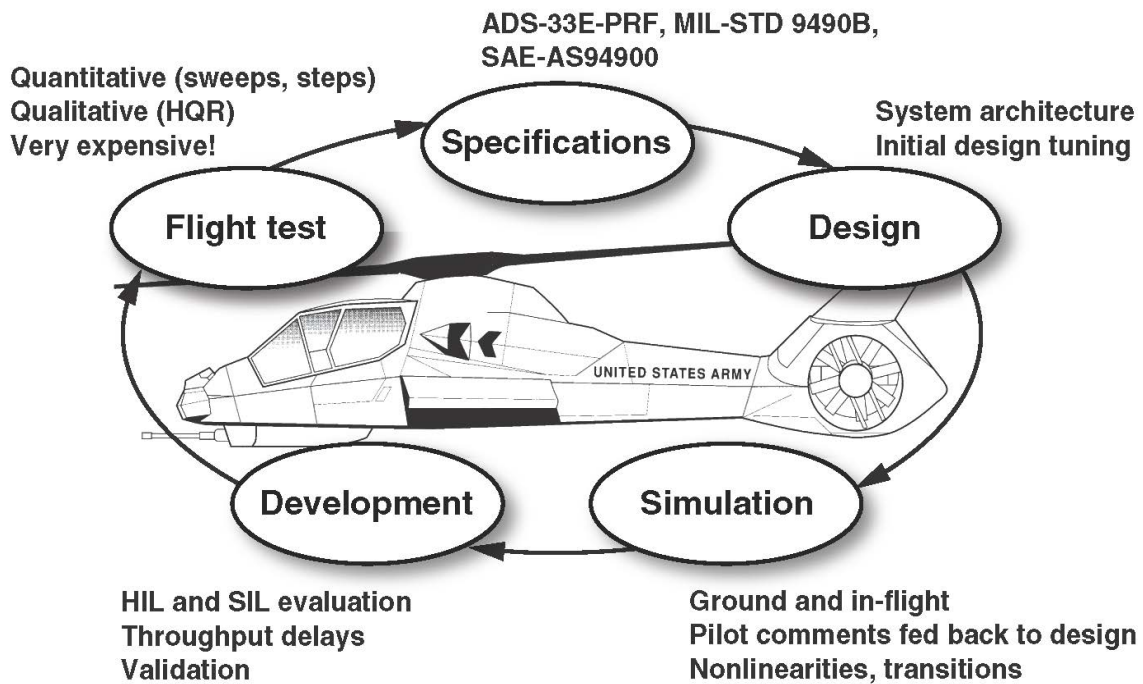 ADS-33E-PRF, MIL-STD 9490B,
SAE-AS94900
Specifications
System architecture
Initial design tuning
Design
Ground and in-flight
Pilot comments fed back to design
Nonlinearities, transitions
Simulation
HIL and SIL evaluation
Throughput delays
Validation
Development
Quantitative (sweeps, steps)
Qualitative (HQR)
Very expensive!
Flight test
UNITED STATES ARMY